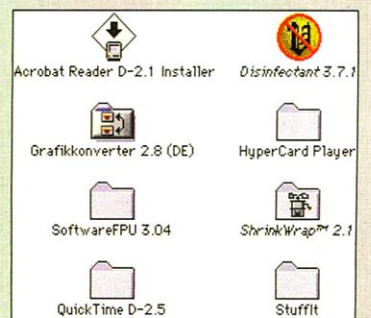 Acrobat Reader D-2.1 Installer
Disinfectant 3.7.1
Grafikkonverter 2.8 (DE)
HyperCard Player
SoftwareFPU 3.04
ShrinkWrap™ 2.1
QuickTime D-2.5
StuffIt